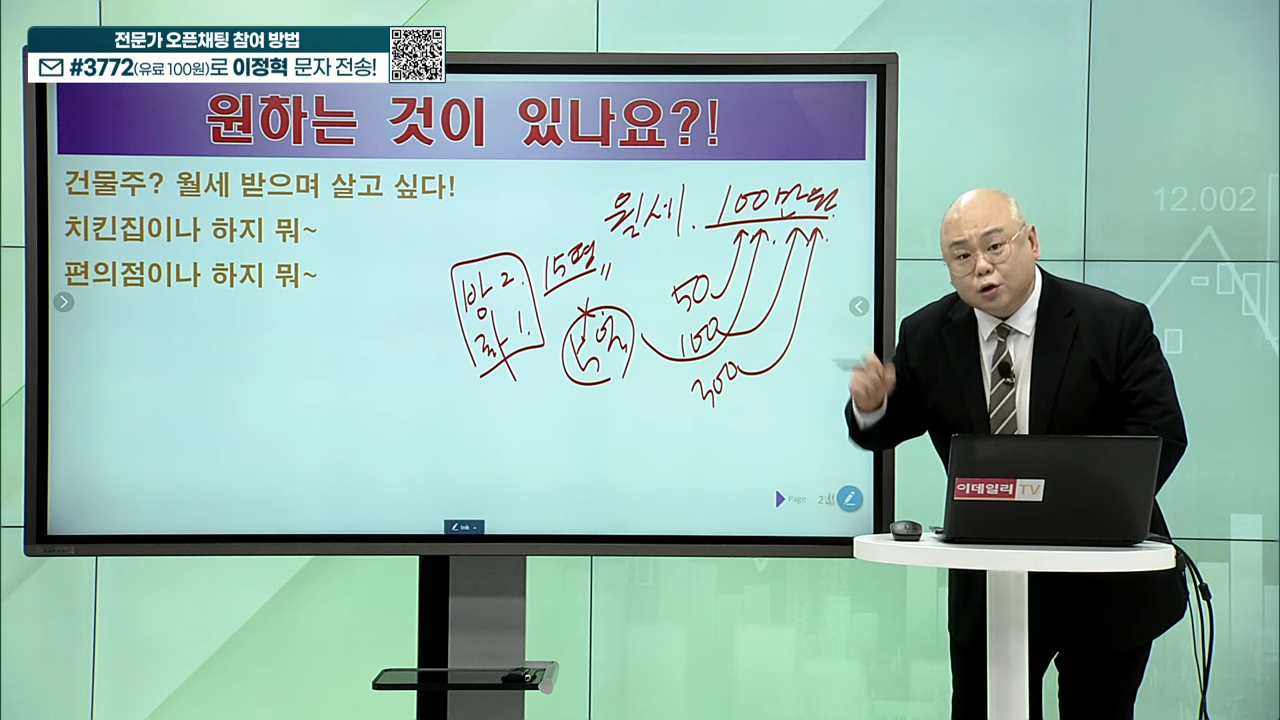 전문가 오픈채팅 참여 방법
#3772(유료 100원)로 이정혁 문자 전송!
원하는 것이 있나요?!
건물주? 월세 받으며 살고 싶다!
치킨집이나 하지 뭐~
편의점이나 하지 뭐~
월세. 100만원
15평
방2.
화1.
50
100
300
12.002
Page 2
Ink
이데일리TV